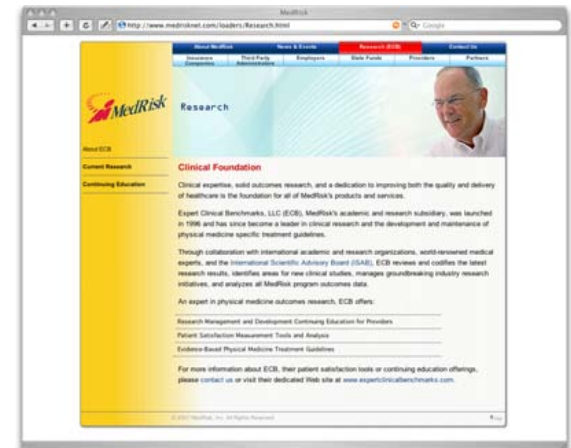 MedRisk
http://www.medrisknet.com/loaders/Research.html
Google
About MedRisk
News & Events
Research (ECB)
Contact Us
Insurance Companies
Third Party Administrators
Employers
State Funds
Providers
Partners
MedRisk
Research
About ECB
Current Research
Continuing Education
Clinical Foundation
Clinical expertise, solid outcomes research, and a dedication to improving both the quality and delivery
of healthcare is the foundation for all of MedRisk's products and services.
Expert Clinical Benchmarks, LLC (ECB), MedRisk's academic and research subsidiary, was launched
in 1996 and has since become a leader in clinical research and the development and maintenance of
physical medicine specific treatment guidelines.
Through collaboration with international academic and research organizations, world-renowned medical
experts, and the International Scientific Advisory Board (ISAB), ECB reviews and codifies the latest
research results, identifies areas for new clinical studies, manages groundbreaking industry research
initiatives, and analyzes all MedRisk program outcomes data.
An expert in physical medicine outcomes research, ECB offers:
Research Management and Development Continuing Education for Providers
Patient Satisfaction Measurement Tools and Analysis
Evidence-Based Physical Medicine Treatment Guidelines
For more information about ECB, their patient satisfaction tools or continuing education offerings,
please contact us or visit their dedicated Web site at www.expertclinicalbenchmarks.com.
© 2007 MedRisk, Inc. All Rights Reserved